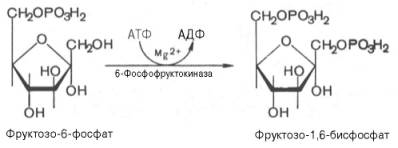 CH₂OPO₃H₂
O
CH₂OH
HO
OH
OH
Фруктозо-6-фосфат
АТФ
АДФ
Mg²⁺
6-Фосфофруктокиназа
CH₂OPO₃H₂
O
CH₂OPO₃H₂
HO
OH
OH
Фруктозо-1,6-бисфосфат